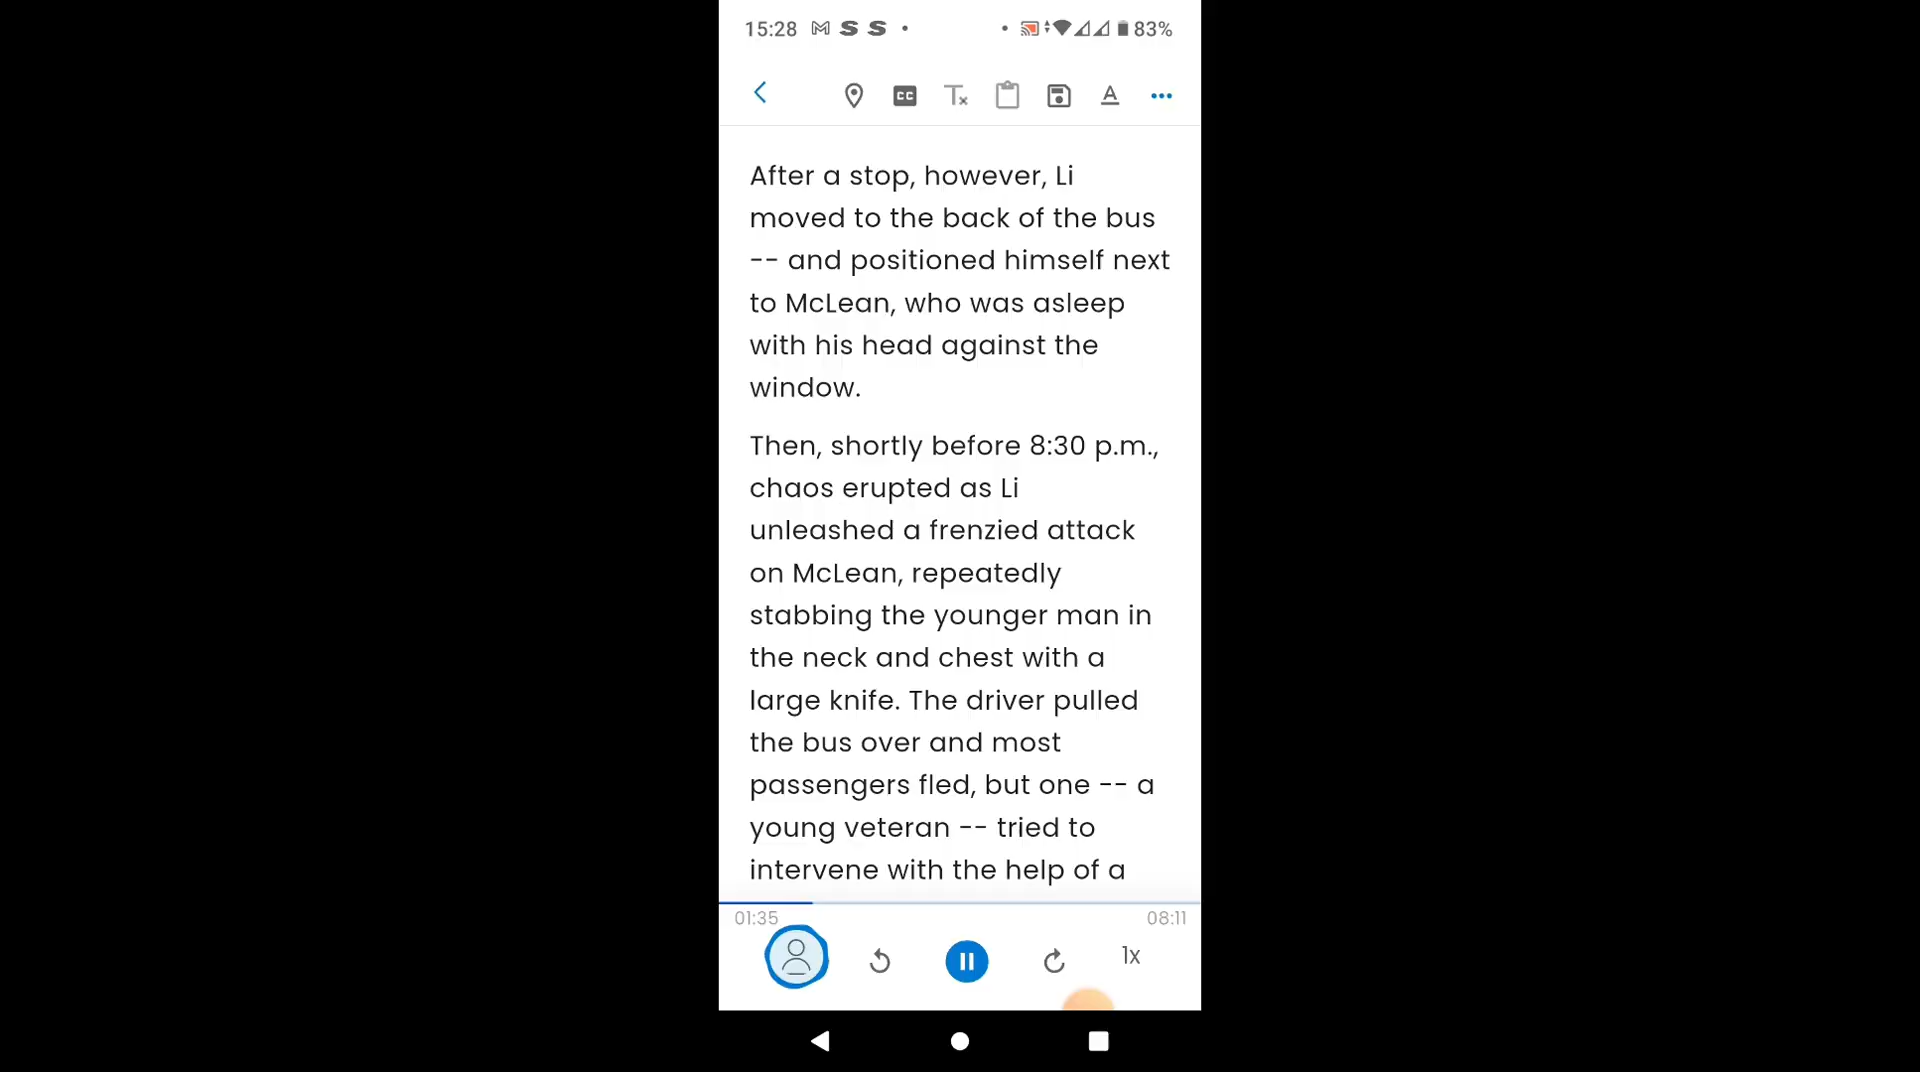 15:28
83%
CC
After a stop, however, Li
moved to the back of the bus
-- and positioned himself next
to McLean, who was asleep
with his head against the
window.
Then, shortly before 8:30 p.m.,
chaos erupted as Li
unleashed a frenzied attack
on McLean, repeatedly
stabbing the younger man in
the neck and chest with a
large knife. The driver pulled
the bus over and most
passengers fled, but one -- a
young veteran -- tried to
intervene with the help of a
01:35
08:11
1x